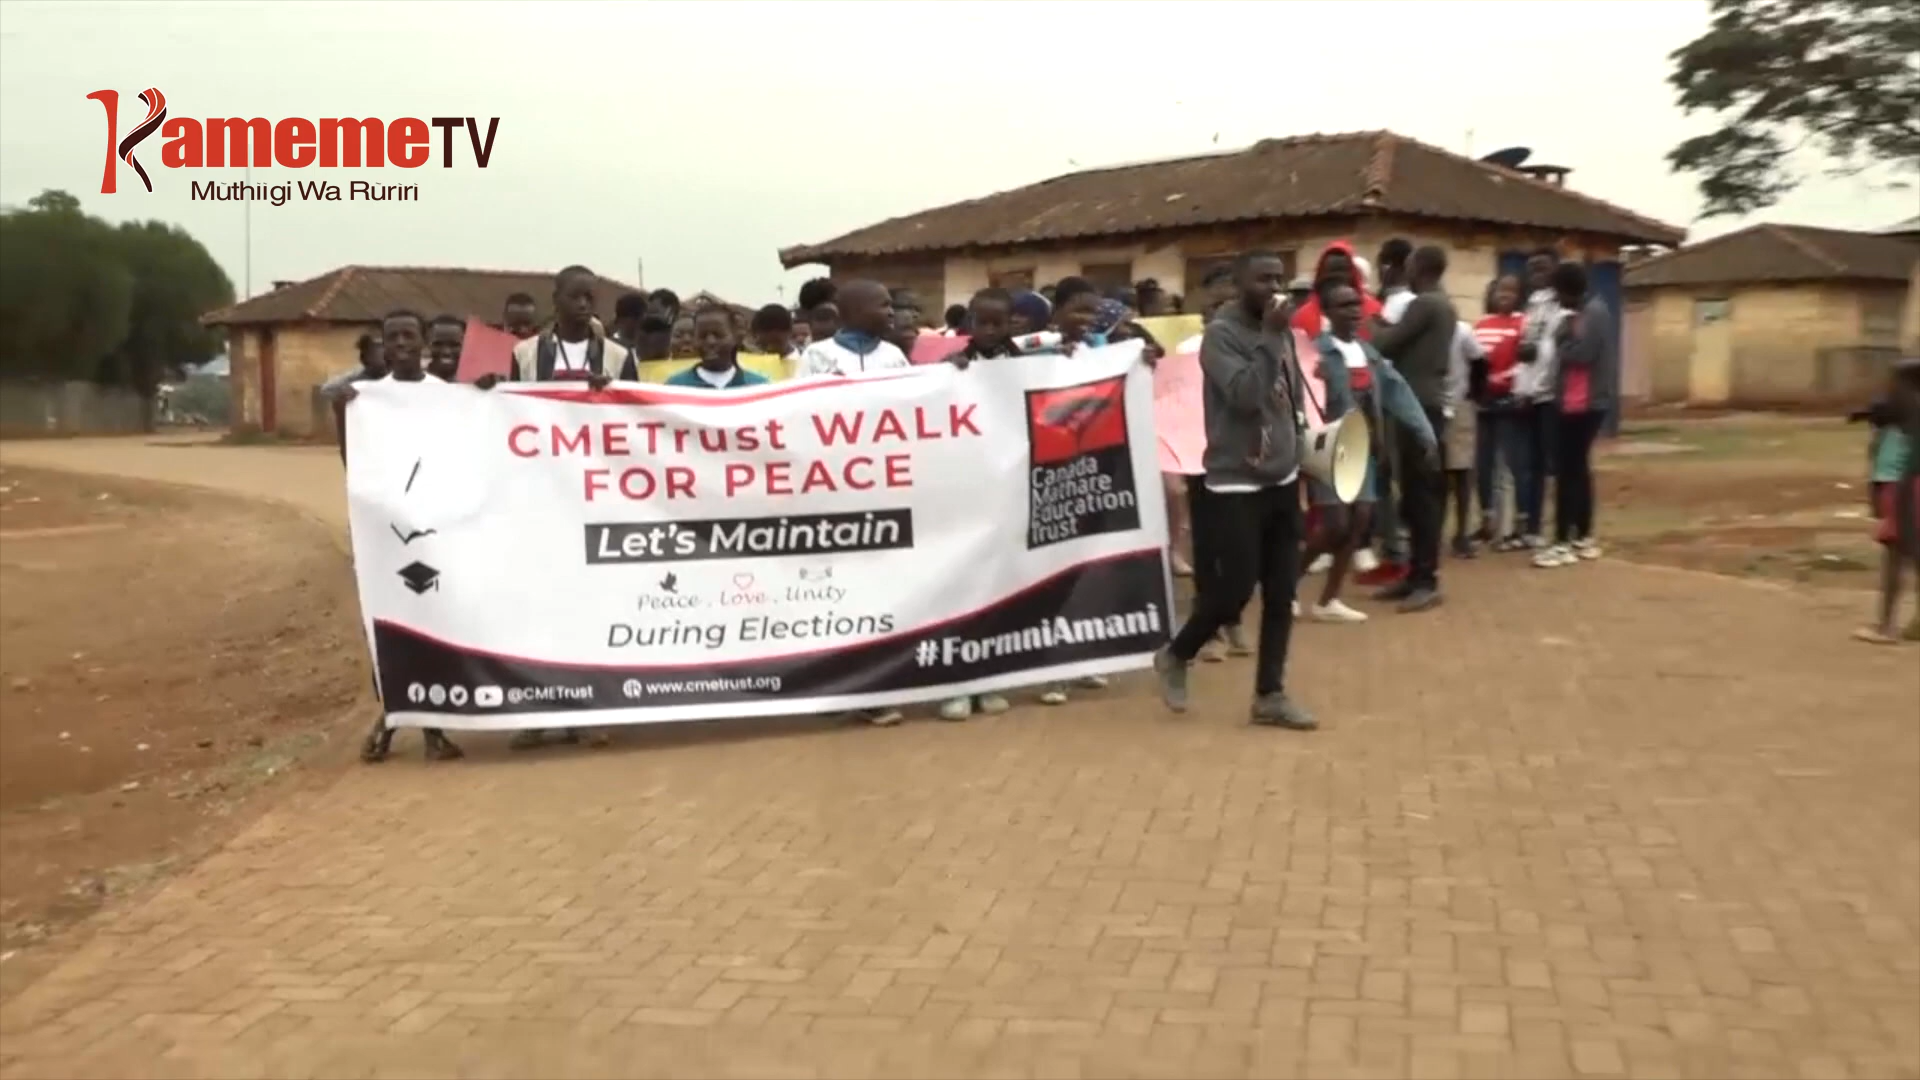 KamemeTV
Mũthiigi Wa Rũrĩrĩ
CMETrust WALK
FOR PEACE
Let's Maintain
Peace . Love . Unity
During Elections
#FormniAmani
@CMETrust www.cmetrust.org
Canada
Mathare
Education
Trust